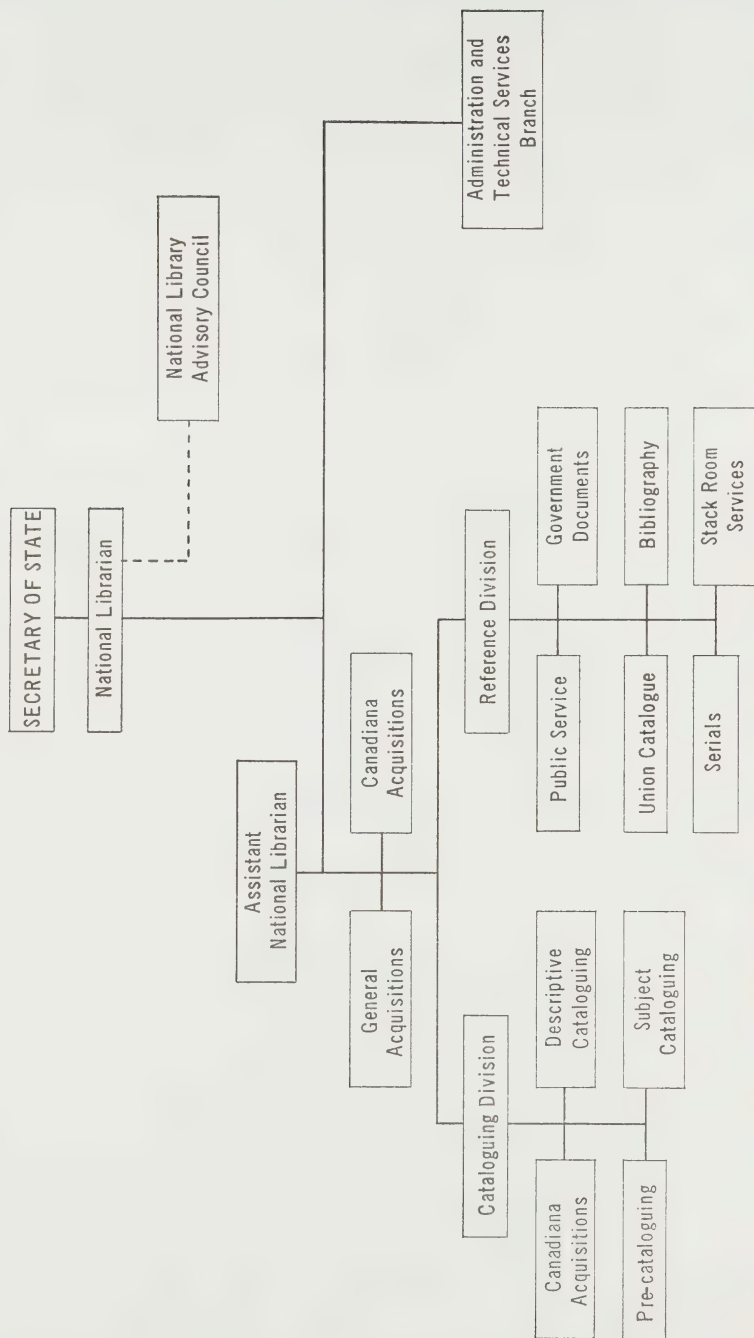 SECRETARY OF STATE
National Librarian
National Library
Advisory Council
Assistant
National Librarian
General
Acquisitions
Canadiana
Acquisitions
Cataloguing Division
Reference Division
Administration and
Technical Services
Branch
Canadiana
Acquisitions
Descriptive
Cataloguing
Pre-cataloguing
Subject
Cataloguing
Public Service
Government
Documents
Union Catalogue
Bibliography
Serials
Stack Room
Services